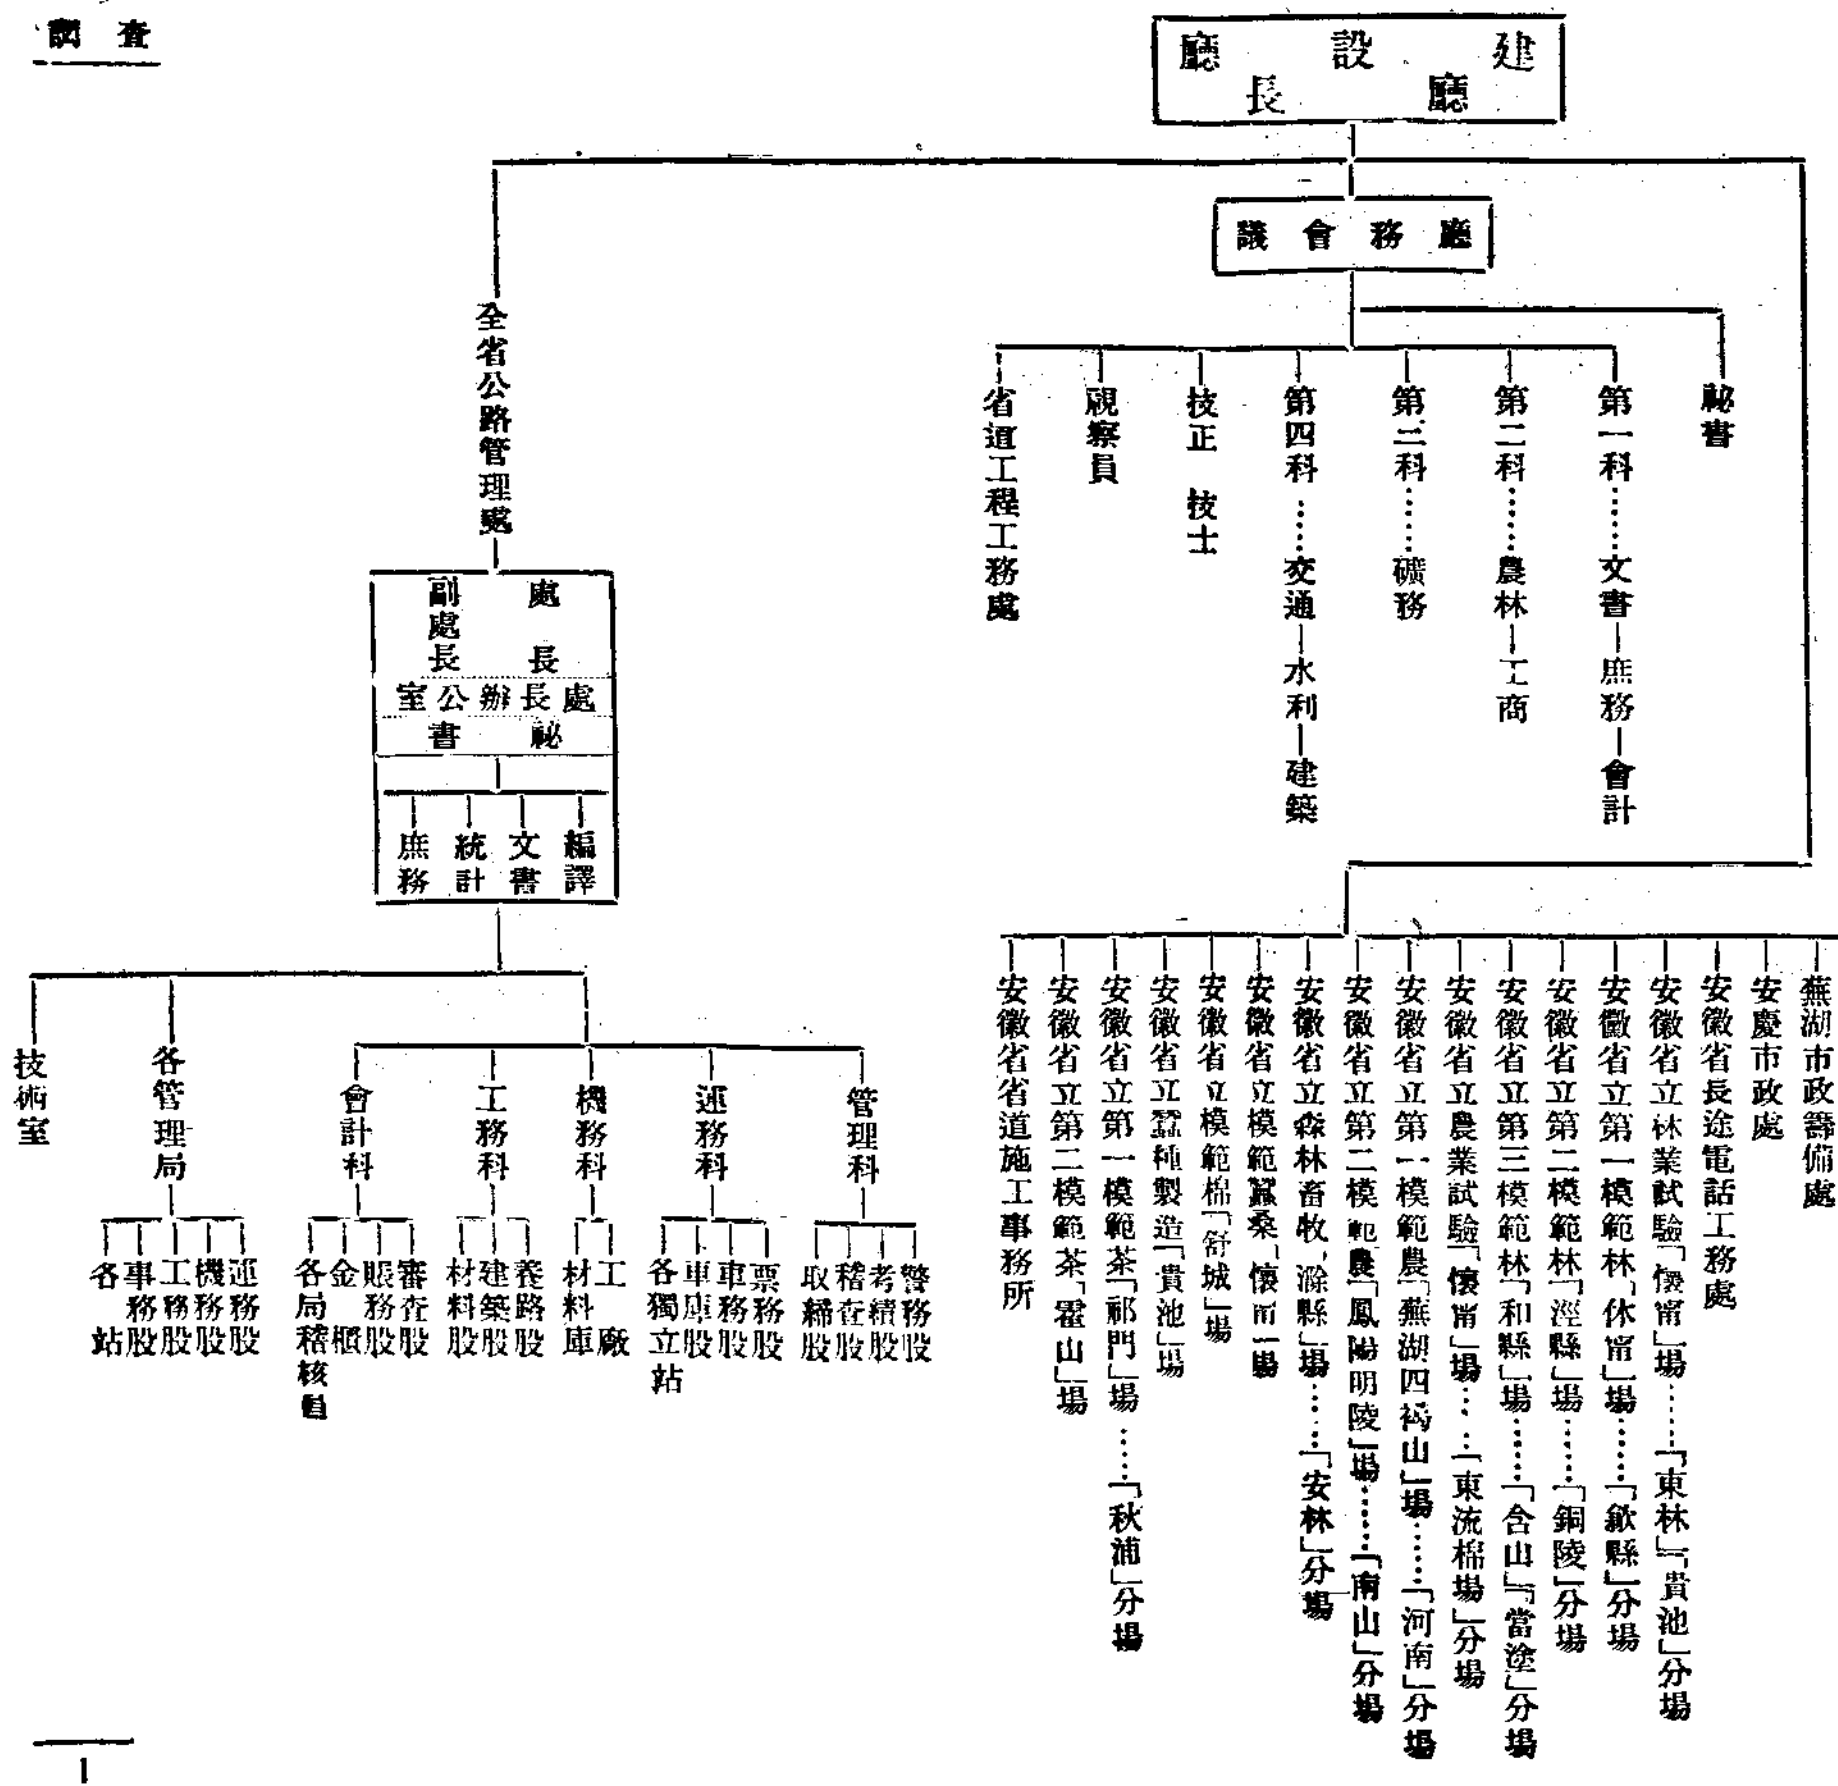 調查
建設廳
廳長
廳務會議
祕書
第一科……文書—庶務—會計
第二科……農林—工商
第三科……礦務
第四科……交通—水利—建築
技正 技士
視察員
省道工程工務處
蕪湖市政籌備處
安慶市政處
安徽省長途電話工務處
安徽省立林業試驗「懷甯」場……「東林」「貴池」分場
安徽省立第一模範林「休甯」場……「歙縣」分場
安徽省立第二模範林「涇縣」場……「銅陵」分場
安徽省立第三模範林「和縣」場……「含山」「當塗」分場
安徽省立農業試驗「懷甯」場……「東流棉場」分場
安徽省立第一模範農「蕪湖四褐山」場……「河南」分場
安徽省立第二模範農「鳳陽明陵」場……「南山」分場
安徽省立森林畜牧「滁縣」場……「安林」分場
安徽省立模範蠶桑「懷甯」場
安徽省立模範棉「舒城」場
安徽省立蠶種製造「貴池」場
安徽省立第一模範茶「祁門」場……「秋浦」分場
安徽省立第二模範茶「霍山」場
安徽省省道施工事務所
全省公路管理處
處長
副處長
處長辦公室
祕書
編譯
文書
統計
庶務
管理科
警務股
考績股
稽查股
取締股
運務科
票務股
車務股
車庫股
各獨立站
機務科
工廠
材料庫
工務科
養路股
建築股
材料股
會計科
審查股
賬務股
金櫃
各局稽核員
各管理局
運務股
機務股
工務股
事務股
各站
技術室
1